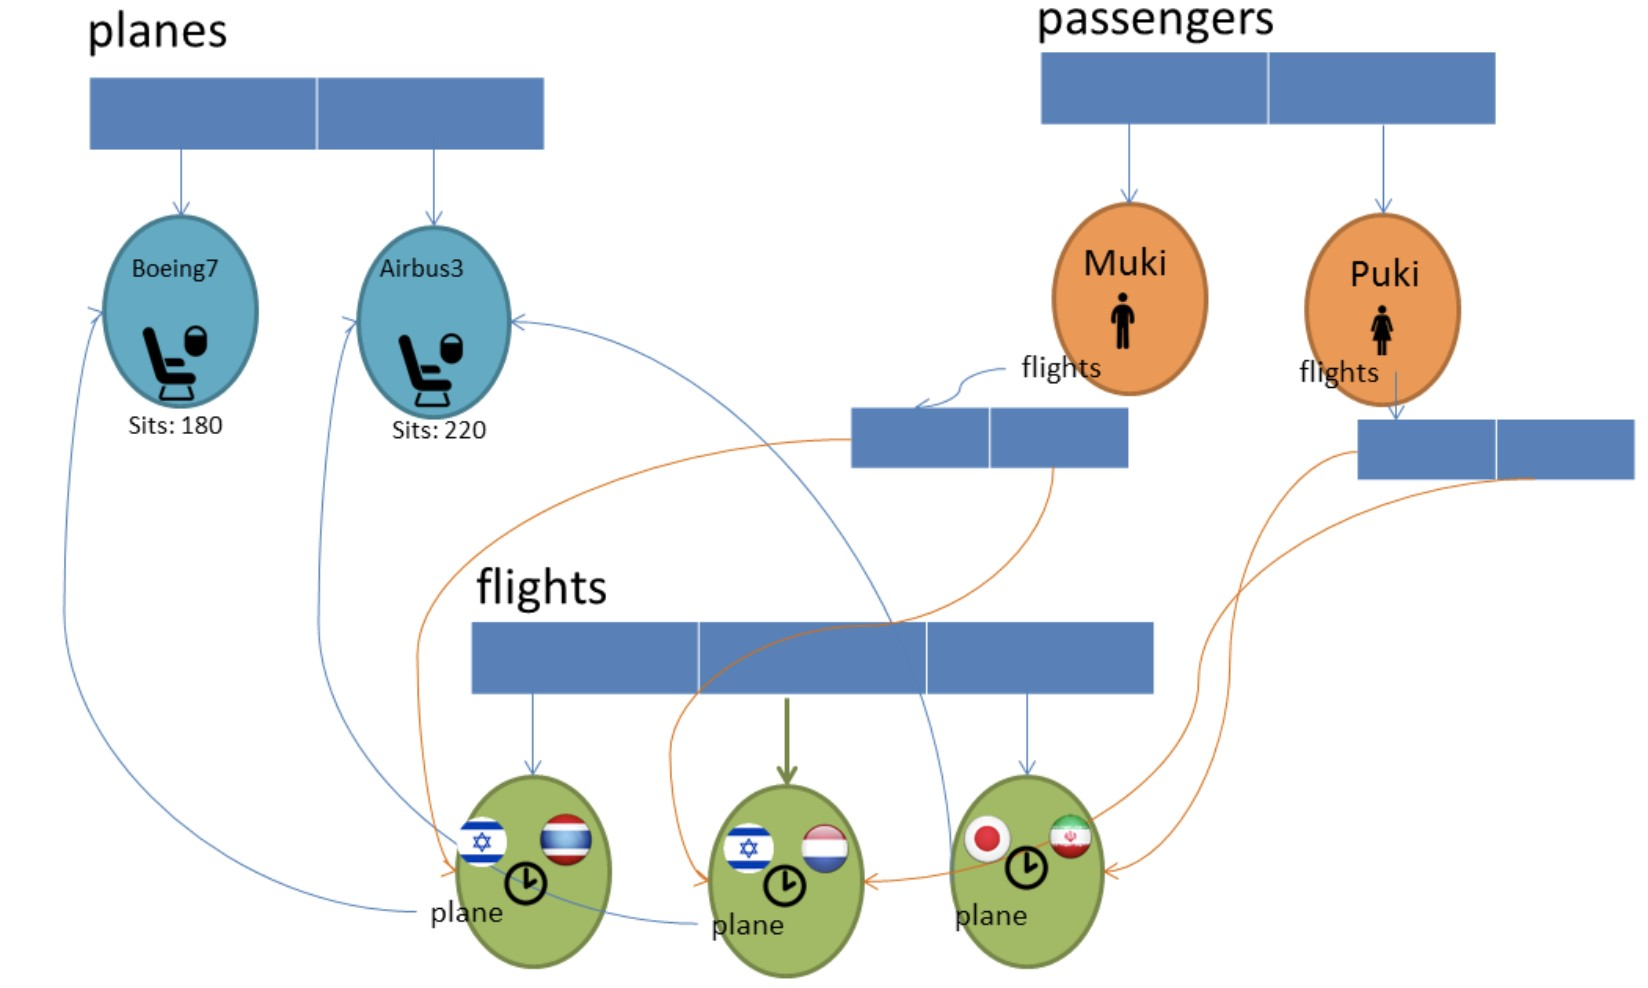 planes
passengers
Boeing7
Airbus3
Muki
Puki
flights
flights
Sits: 180
Sits: 220
flights
plane
plane
plane